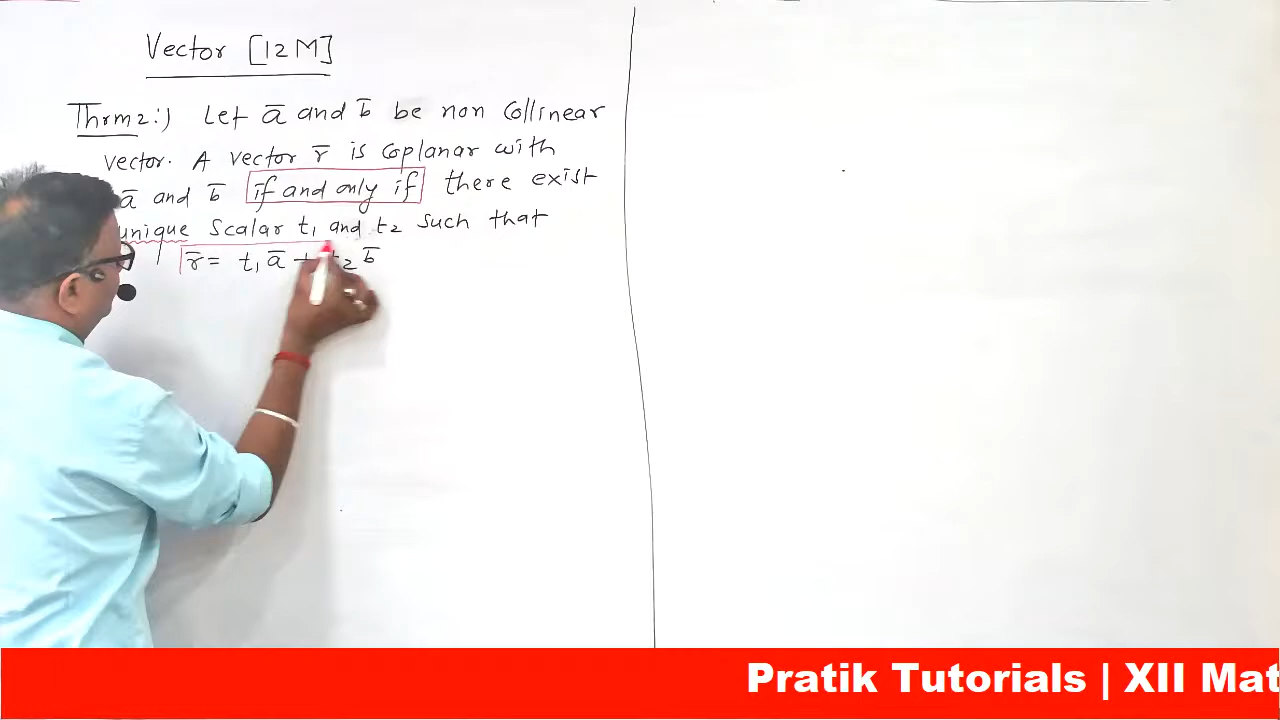 Vector [12M]
Thrm2:) Let a̅ and b̅ be non collinear
vector. A vector r̅ is coplanar with
a̅ and b̅ if and only if there exist
unique scalar t₁ and t₂ such that
r̅ = t₁a̅ + t₂b̅
Pratik Tutorials | XII Mat